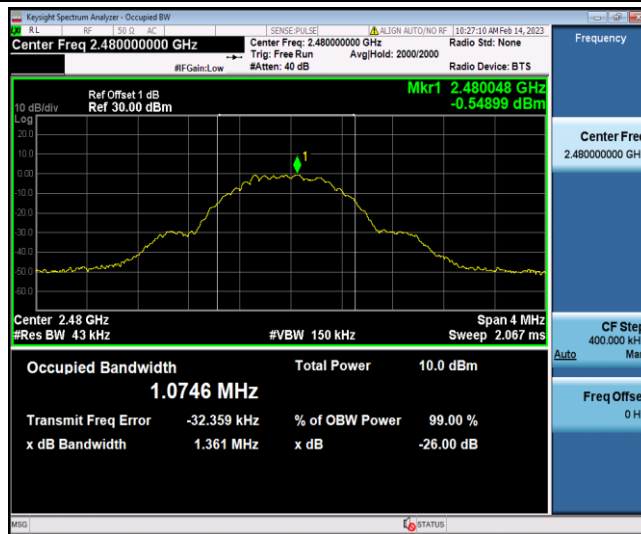 Keysight Spectrum Analyzer - Occupied BW
RL RF 50 Ω AC SENSE:PULSE ALIGN AUTO/NO RF 10:27:10 AM Feb 14, 2023
Center Freq 2.480000000 GHz
Center Freq: 2.480000000 GHz
Radio Std: None
Trig: Free Run Avg|Hold: 2000/2000
#IFGain:Low
#Atten: 40 dB
Radio Device: BTS
Frequency
Mkr1 2.480048 GHz
-0.54899 dBm
Ref Offset 1 dB
10 dB/div Ref 30.00 dBm
Log
20.0
10.0
0.00
-10.0
-20.0
-30.0
-40.0
-50.0
-60.0
1
Center 2.48 GHz
Span 4 MHz
#Res BW 43 kHz
#VBW 150 kHz
Sweep 2.067 ms
Occupied Bandwidth
1.0746 MHz
Total Power 10.0 dBm
Transmit Freq Error -32.359 kHz
% of OBW Power 99.00 %
x dB Bandwidth 1.361 MHz
x dB -26.00 dB
Center Freq
2.480000000 GH
CF Step
400.000 kH
Auto Ma
Freq Offse
0 H
MSG
STATUS